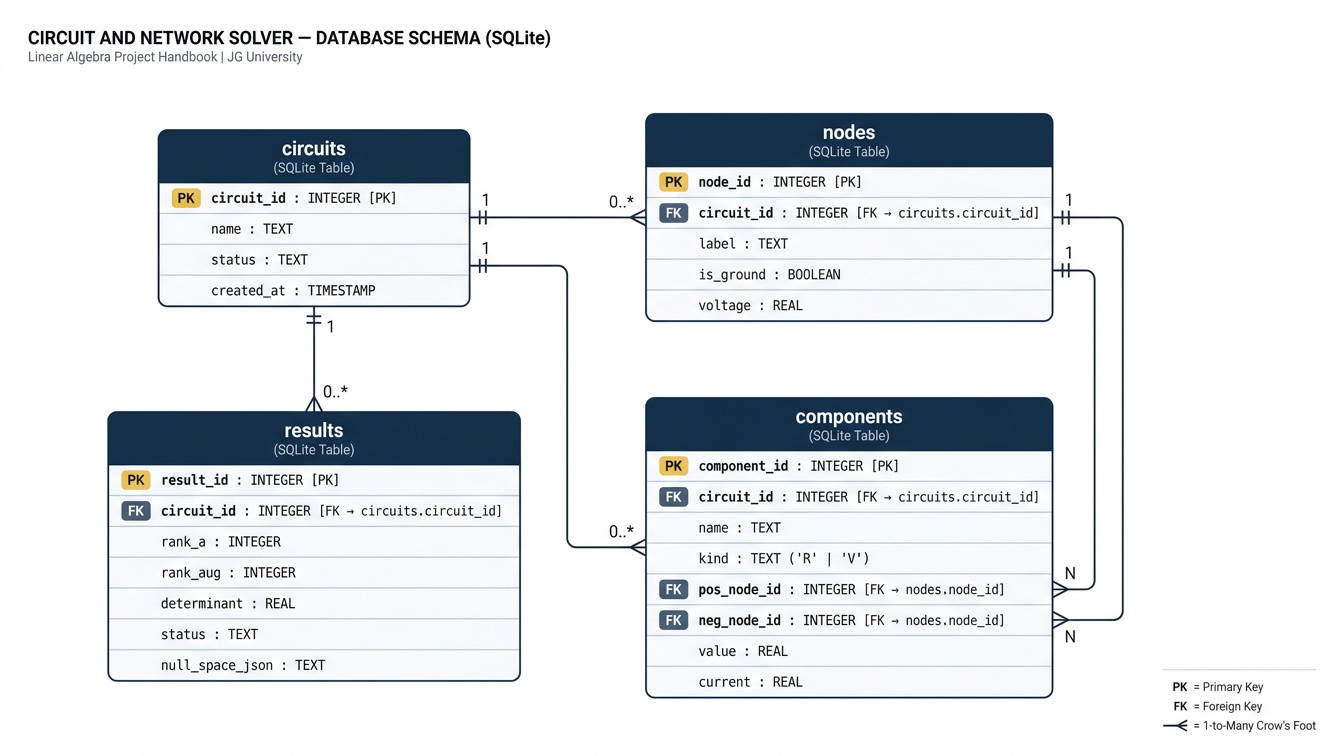 CIRCUIT AND NETWORK SOLVER — DATABASE SCHEMA (SQLite)
Linear Algebra Project Handbook | JG University
circuits
(SQLite Table)
PK circuit_id : INTEGER [PK]
name : TEXT
status : TEXT
created_at : TIMESTAMP
1
0..*
1
1
0..*
nodes
(SQLite Table)
PK node_id : INTEGER [PK]
FK circuit_id : INTEGER [FK → circuits.circuit_id]
label : TEXT
is_ground : BOOLEAN
voltage : REAL
1
1
results
(SQLite Table)
PK result_id : INTEGER [PK]
FK circuit_id : INTEGER [FK → circuits.circuit_id]
rank_a : INTEGER
rank_aug : INTEGER
determinant : REAL
status : TEXT
null_space_json : TEXT
0..*
components
(SQLite Table)
PK component_id : INTEGER [PK]
FK circuit_id : INTEGER [FK → circuits.circuit_id]
name : TEXT
kind : TEXT ('R' | 'V')
FK pos_node_id : INTEGER [FK → nodes.node_id]
FK neg_node_id : INTEGER [FK → nodes.node_id]
value : REAL
current : REAL
N
N
PK = Primary Key
FK = Foreign Key
= 1-to-Many Crow's Foot